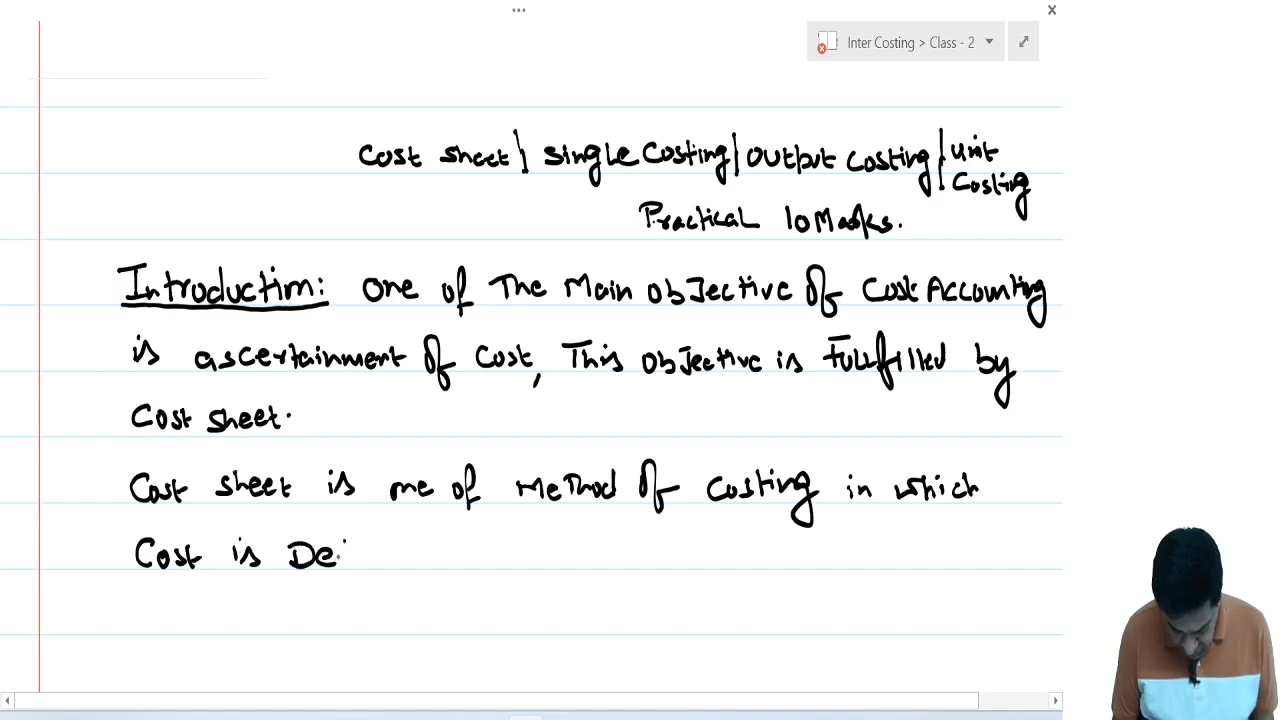 Inter Costing > Class - 2
Cost sheet | single Costing | output costing | unit Costing
Practical 10 Marks.
Introduction: One of The Main objective of Cost Accounting
is ascertainment of Cost, This objective is Fullfilled by
Cost sheet.
Cost sheet is one of Method of Costing in which
Cost is De